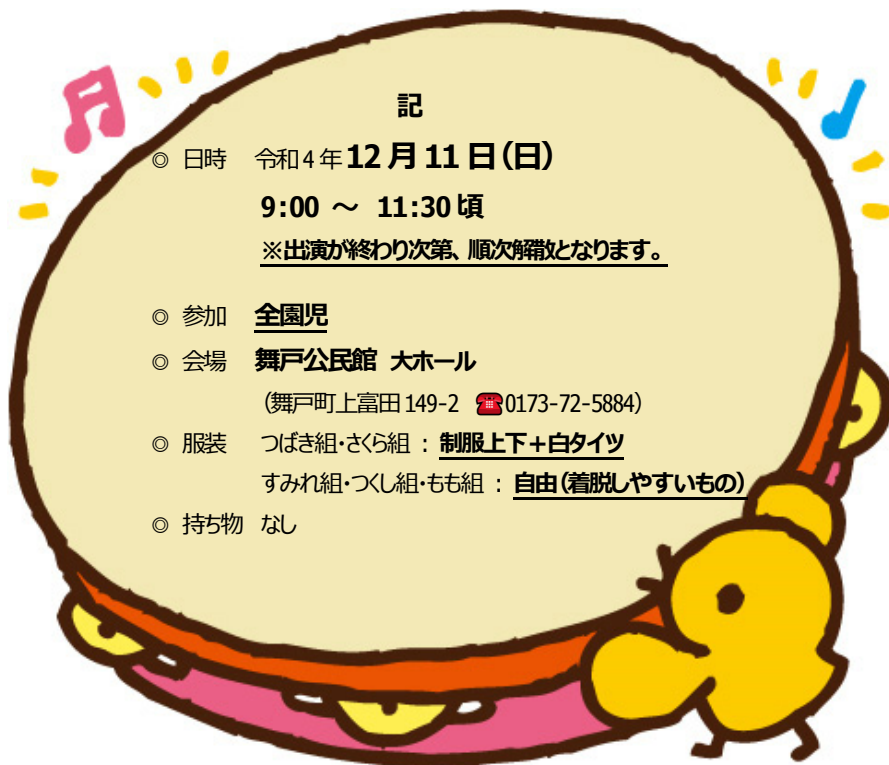 記
◎ 日時 令和4年12月11日(日)
9:00 ~ 11:30頃
※出演が終わり次第、順次解散となります。
◎ 参加 全園児
◎ 会場 舞戸公民館 大ホール
(舞戸町上富田149-2 ☎0173-72-5884)
◎ 服装 つばき組・さくら組 : 制服上下+白タイツ
すみれ組・つくし組・もも組 : 自由(着脱しやすいもの)
◎ 持ち物 なし